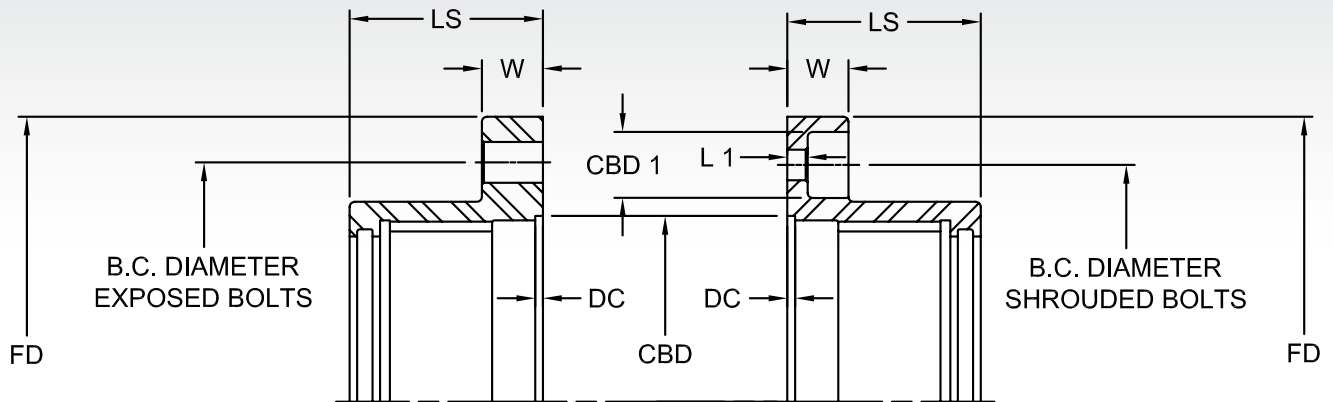 LS
LS
W
W
CBD 1
L 1
B.C. DIAMETER
EXPOSED BOLTS
B.C. DIAMETER
SHROUDED BOLTS
DC
DC
FD
CBD
FD